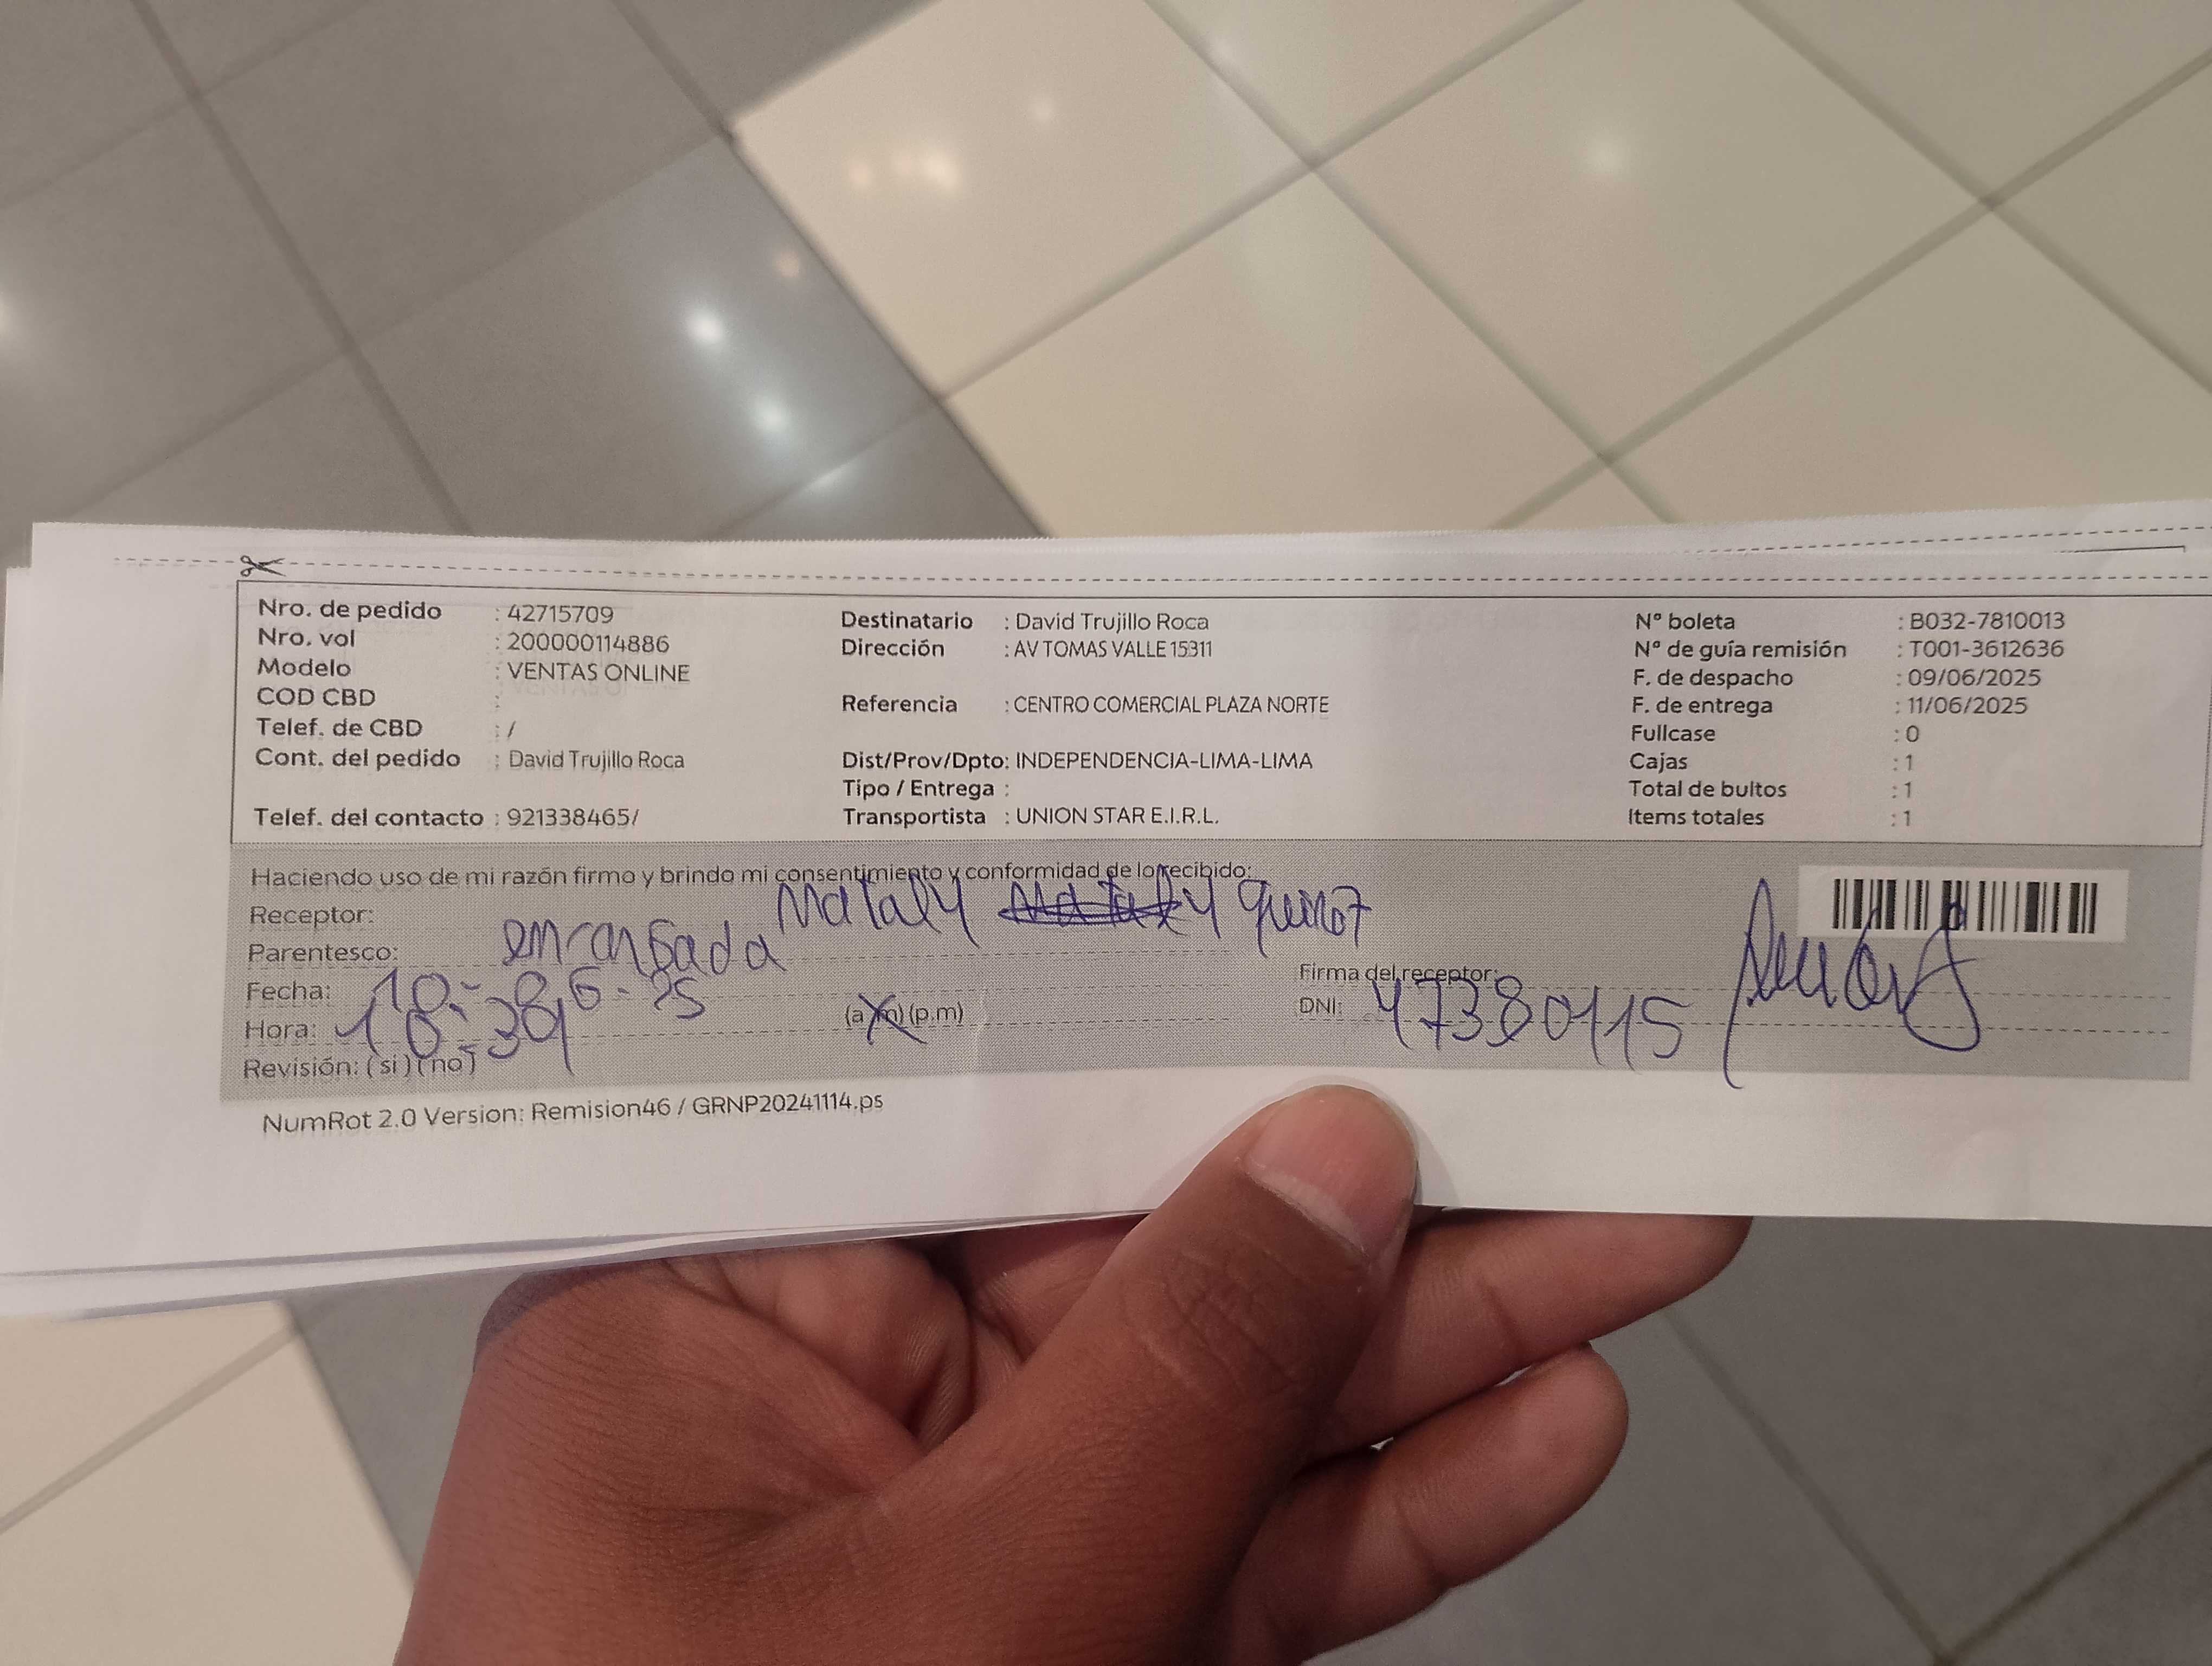 Nro. de pedido : 42715709
Nro. vol : 200000114886
Modelo : VENTAS ONLINE
COD CBD :
Telef. de CBD : /
Cont. del pedido : David Trujillo Roca
Telef. del contacto : 921338465/
Destinatario : David Trujillo Roca
Dirección : AV TOMAS VALLE 15311
Referencia : CENTRO COMERCIAL PLAZA NORTE
Dist/Prov/Dpto: INDEPENDENCIA-LIMA-LIMA
Tipo / Entrega :
Transportista : UNION STAR E.I.R.L.
Nº boleta : B032-7810013
Nº de guía remisión : T001-3612636
F. de despacho : 09/06/2025
F. de entrega : 11/06/2025
Fullcase : 0
Cajas : 1
Total de bultos : 1
Items totales : 1
Haciendo uso de mi razón firmo y brindo mi consentimiento y conformidad de lo recibido:
Receptor: Nataly
Parentesco: encargada
Fecha: 10-
Hora: (a.m) (p.m)
Revisión: (si) (no)
Firma del receptor:
DNI: 47380115
NumRot 2.0 Version: Remision46 / GRNP20241114.ps